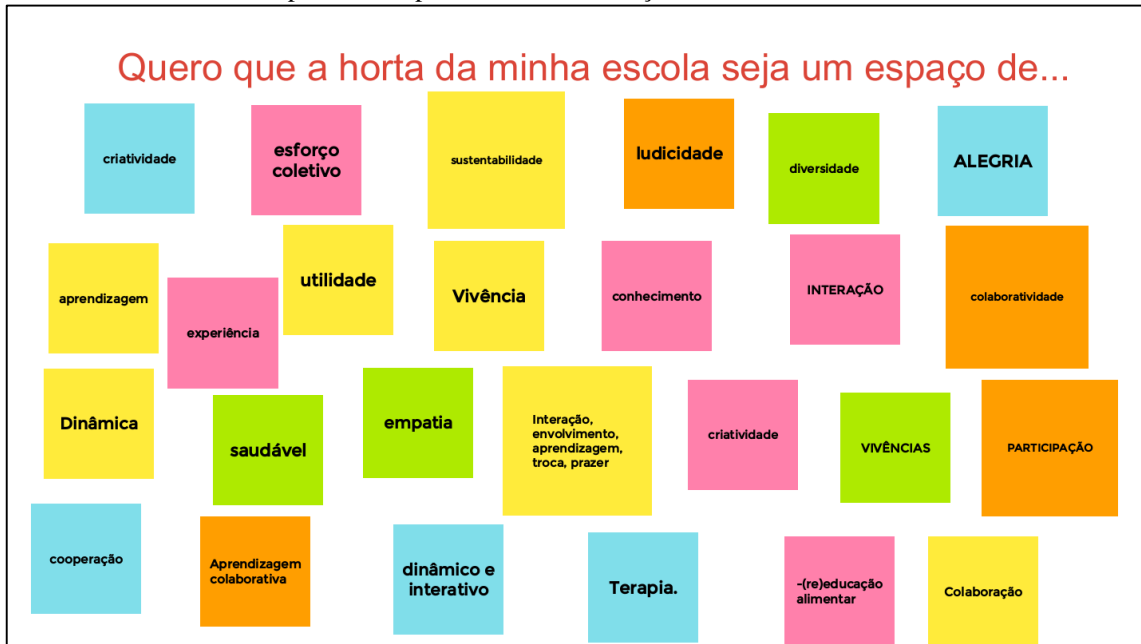 Quero que a horta da minha escola seja um espaço de...
criatividade
esforço
coletivo
sustentabilidade
ludicidade
diversidade
ALEGRIA
aprendizagem
experiência
utilidade
Vivência
conhecimento
INTERAÇÃO
colaboratividade
Dinâmica
saudável
empatia
Interação,
envolvimento,
aprendizagem,
troca, prazer
criatividade
VIVÊNCIAS
PARTICIPAÇÃO
cooperação
Aprendizagem
colaborativa
dinâmico e
interativo
Terapia.
-(re)educação
alimentar
Colaboração